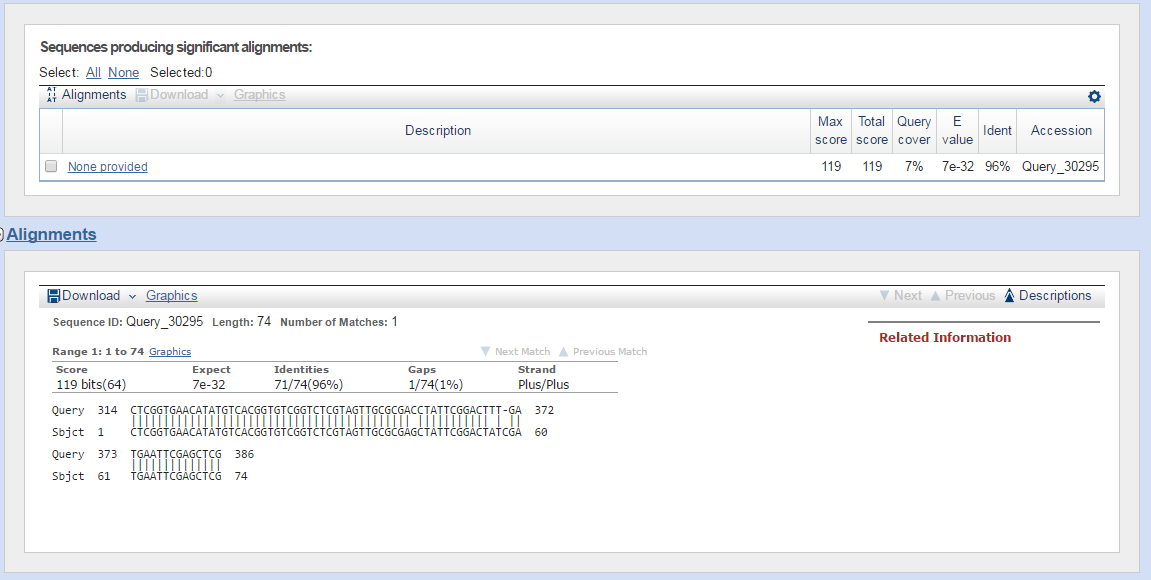 Sequences producing significant alignments:
Select: All None Selected:0
Alignments Download Graphics
Description Max score Total score Query cover E value Ident Accession
None provided 119 119 7% 7e-32 96% Query_30295
Alignments
Download Graphics Next Previous Descriptions
Sequence ID: Query_30295 Length: 74 Number of Matches: 1
Related Information
Range 1: 1 to 74 Graphics Next Match Previous Match
Score Expect Identities Gaps Strand
119 bits(64) 7e-32 71/74(96%) 1/74(1%) Plus/Plus
Query 314 CTCGGTGAACATATGTCACGGTGTCGGTCTCGTAGTTGCGCGACCTATTCGGACTTT-GA 372
Sbjct 1 CTCGGTGAACATATGTCACGGTGTCGGTCTCGTAGTTGCGCGAGCTATTCGGACTATCGA 60
Query 373 TGAATTCGAGCTCG 386
Sbjct 61 TGAATTCGAGCTCG 74